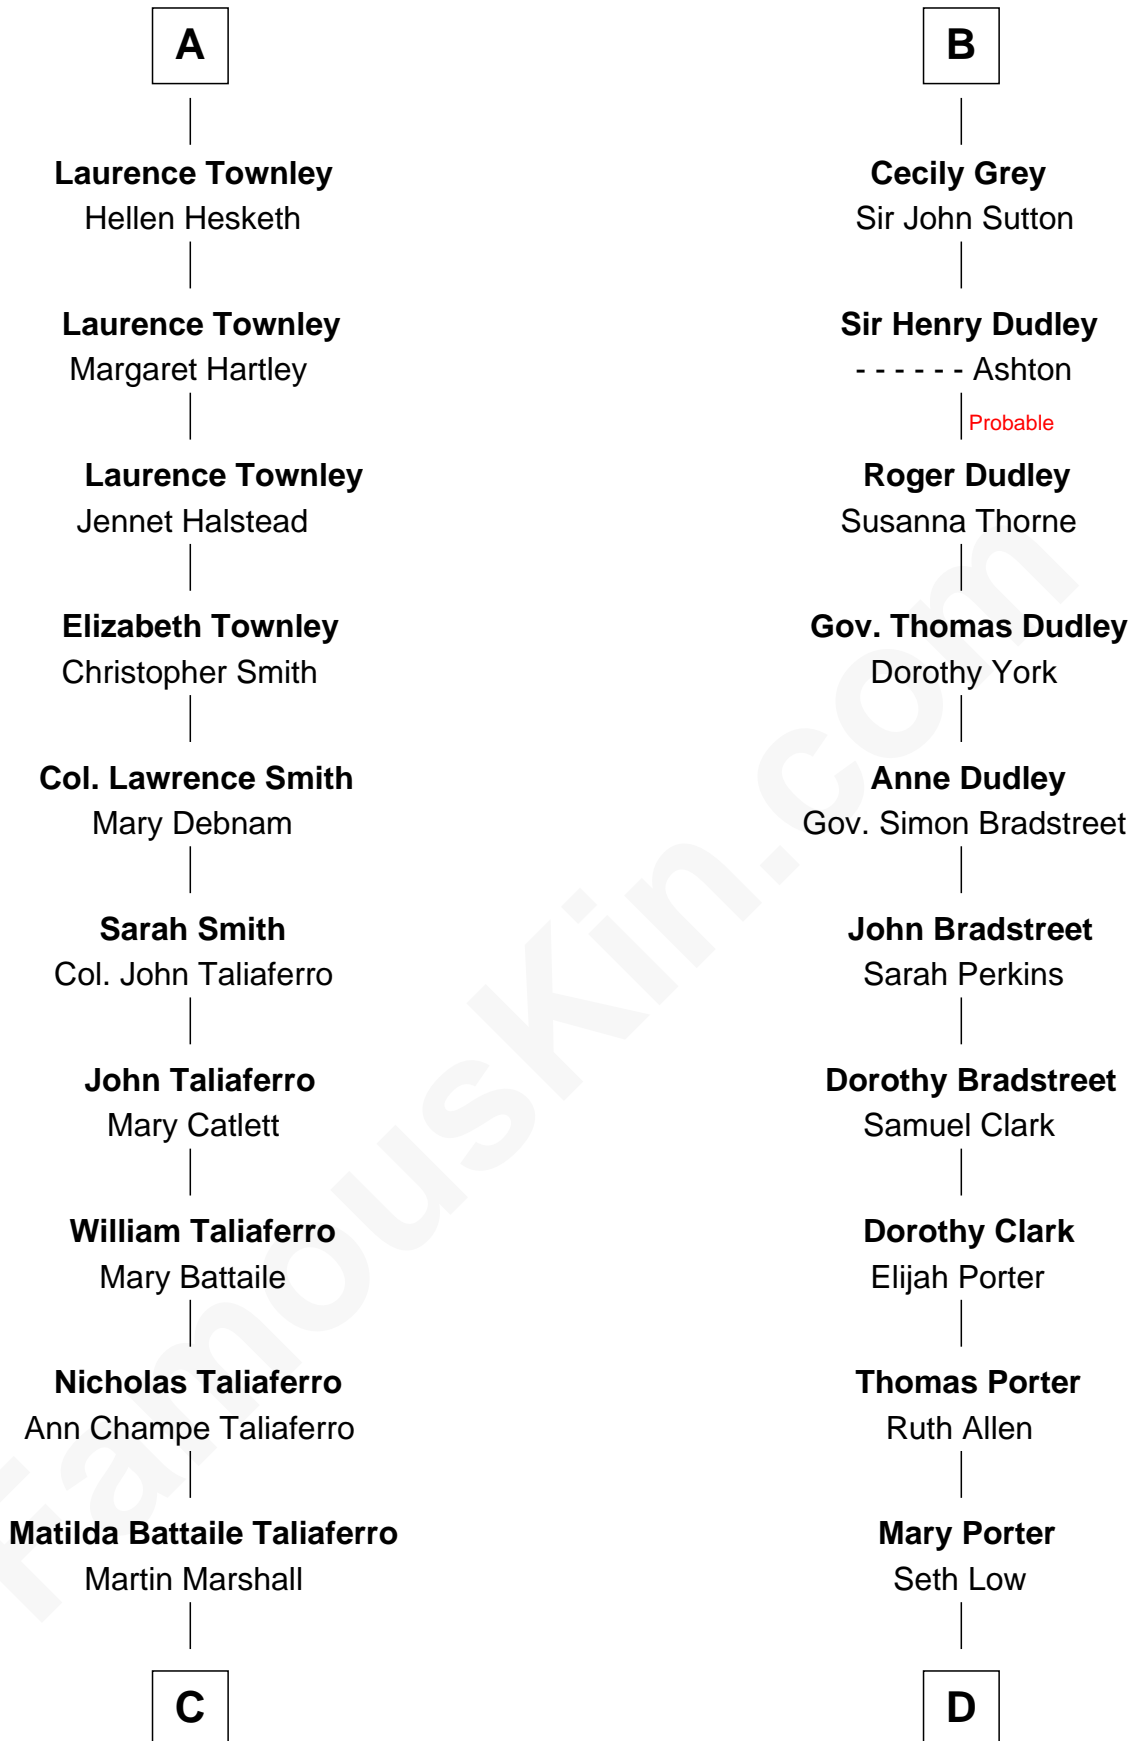 A
Laurence Townley
Hellen Hesketh
Laurence Townley
Margaret Hartley
Laurence Townley
Jennet Halstead
Elizabeth Townley
Christopher Smith
Col. Lawrence Smith
Mary Debnam
Sarah Smith
Col. John Taliaferro
John Taliaferro
Mary Catlett
William Taliaferro
Mary Battaile
Nicholas Taliaferro
Ann Champe Taliaferro
Matilda Battaile Taliaferro
Martin Marshall
C
B
Cecily Grey
Sir John Sutton
Sir Henry Dudley
- - - - - - Ashton
Probable
Roger Dudley
Susanna Thorne
Gov. Thomas Dudley
Dorothy York
Anne Dudley
Gov. Simon Bradstreet
John Bradstreet
Sarah Perkins
Dorothy Bradstreet
Samuel Clark
Dorothy Clark
Elijah Porter
Thomas Porter
Ruth Allen
Mary Porter
Seth Low
D
FamousKin.com